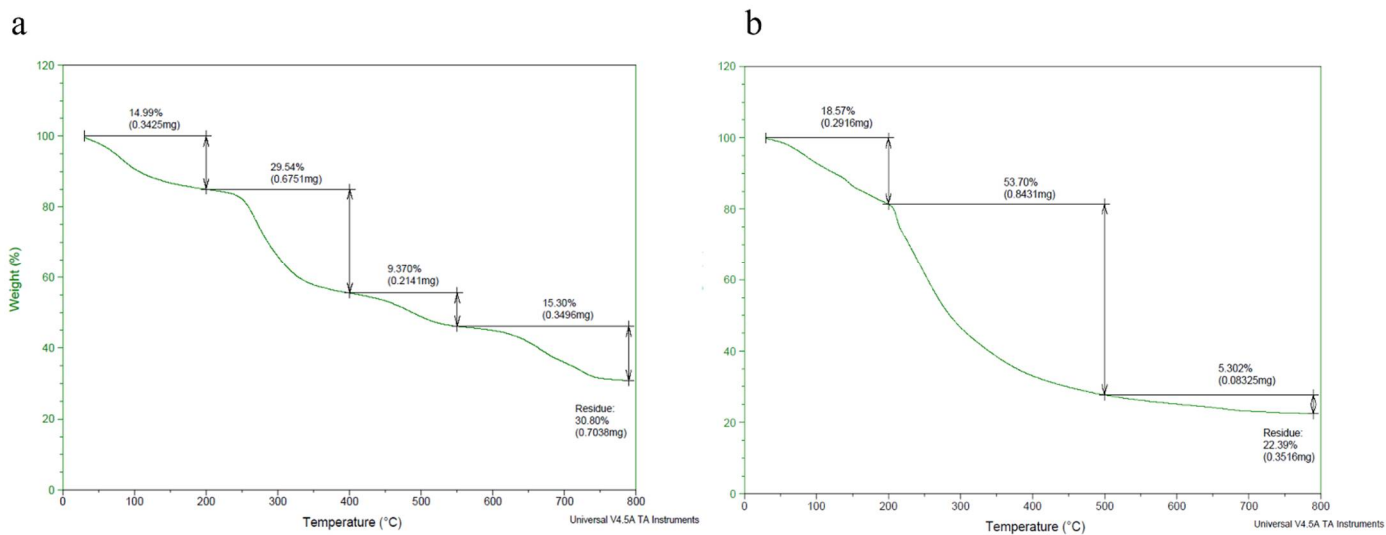 a
120
100
80
60
40
20
0
Weight (%)
14.99%
(0.3425mg)
29.54%
(0.6751mg)
9.370%
(0.2141mg)
15.30%
(0.3496mg)
Residue:
30.80%
(0.7038mg)
0 100 200 300 400 500 600 700 800
Temperature (°C)
Universal V4.5A TA Instruments
b
120
100
80
60
40
20
0
18.57%
(0.2916mg)
53.70%
(0.8431mg)
5.302%
(0.08325mg)
Residue:
22.39%
(0.3516mg)
0 100 200 300 400 500 600 700 800
Temperature (°C)
Universal V4.5A TA Instruments